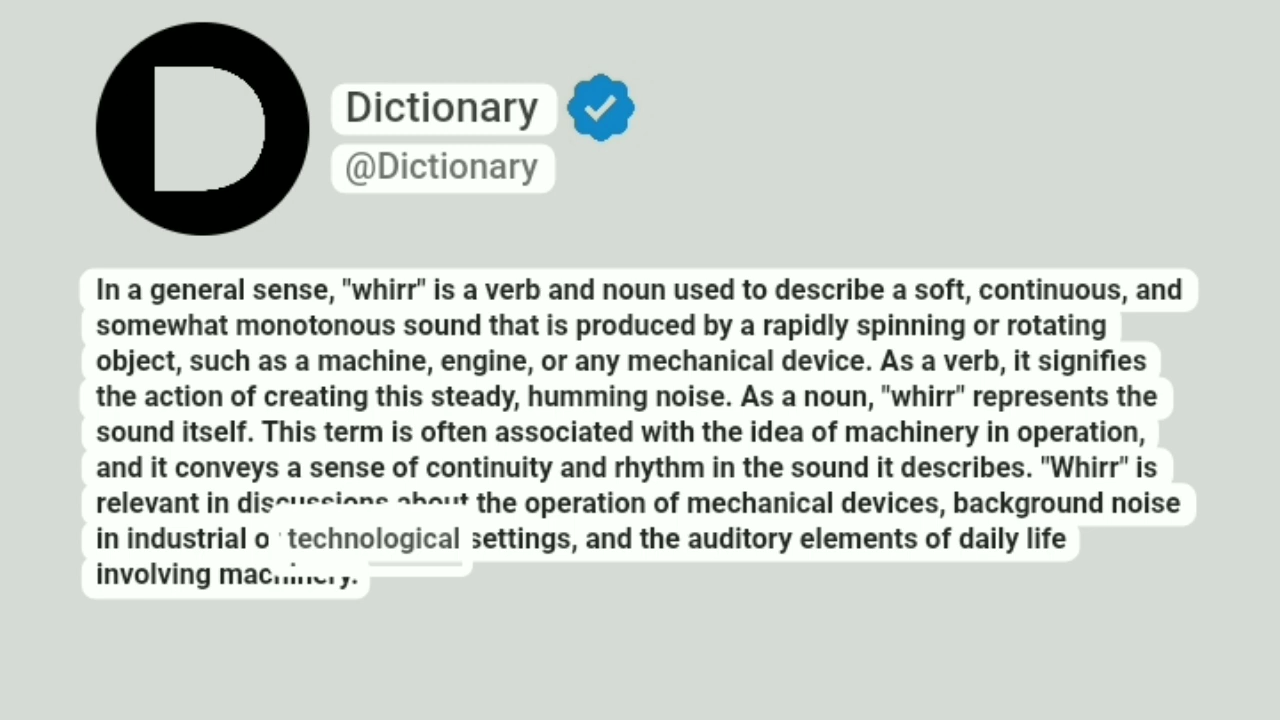 D
Dictionary
@Dictionary
In a general sense, "whirr" is a verb and noun used to describe a soft, continuous, and
somewhat monotonous sound that is produced by a rapidly spinning or rotating
object, such as a machine, engine, or any mechanical device. As a verb, it signifies
the action of creating this steady, humming noise. As a noun, "whirr" represents the
sound itself. This term is often associated with the idea of machinery in operation,
and it conveys a sense of continuity and rhythm in the sound it describes. "Whirr" is
relevant in discussions about the operation of mechanical devices, background noise
in industrial o technological settings, and the auditory elements of daily life
involving machinery.